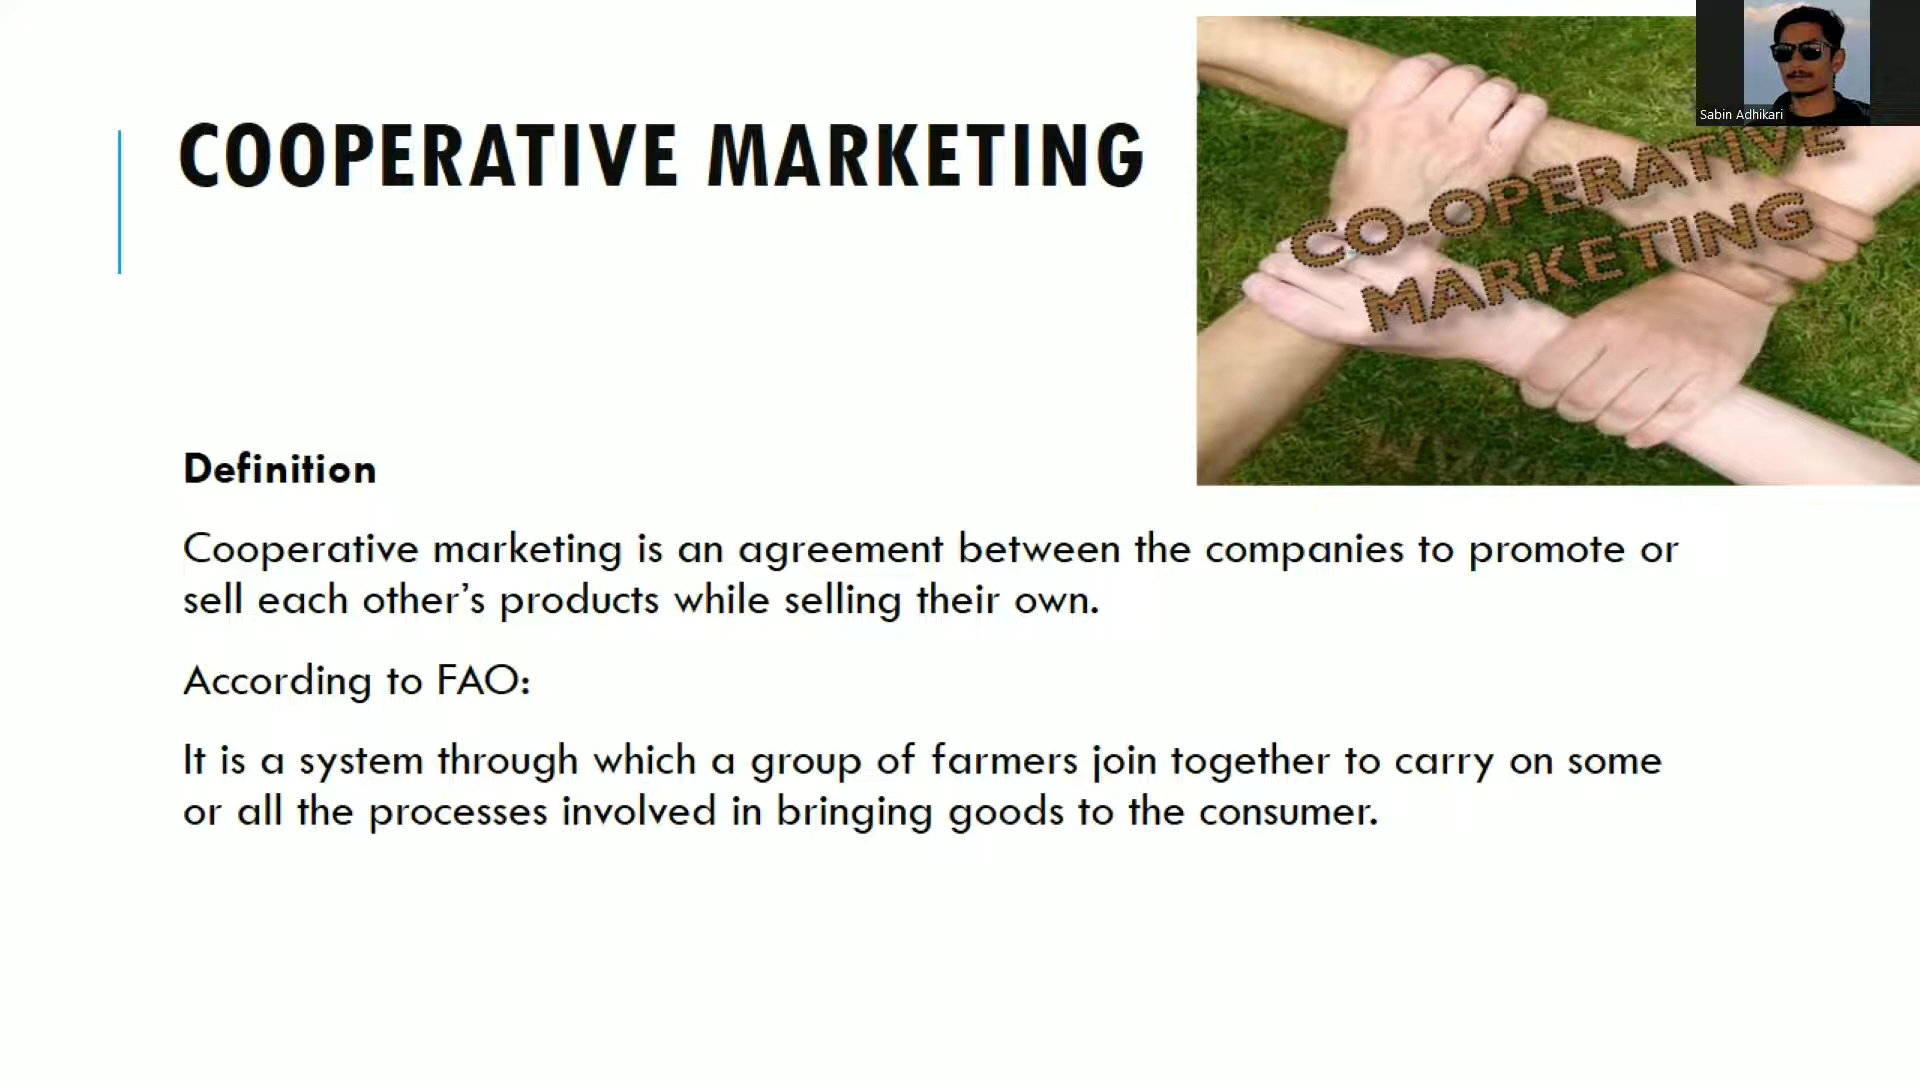 COOPERATIVE MARKETING
CO-OPERATIVE
MARKETING
Sabin Adhikari
Definition
Cooperative marketing is an agreement between the companies to promote or
sell each other’s products while selling their own.
According to FAO:
It is a system through which a group of farmers join together to carry on some
or all the processes involved in bringing goods to the consumer.